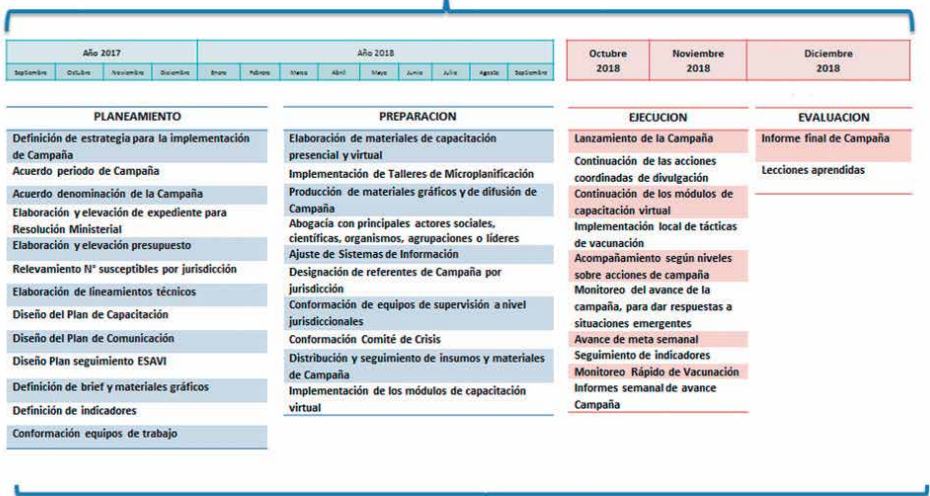 Año 2017
Año 2018
Septiembre Octubre Noviembre Diciembre Enero Febrero Marzo Abril Mayo Junio Julio Agosto Septiembre
Octubre
2018
Noviembre
2018
Diciembre
2018
PLANEAMIENTO
Definición de estrategia para la implementación
de Campaña
Acuerdo periodo de Campaña
Acuerdo denominación de la Campaña
Elaboración y elevación de expediente para
Resolución Ministerial
Elaboración y elevación presupuesto
Relevamiento N° susceptibles por jurisdicción
Elaboración de lineamientos técnicos
Diseño del Plan de Capacitación
Diseño del Plan de Comunicación
Diseño Plan seguimiento ESAVI
Definición de brief y materiales gráficos
Definición de indicadores
Conformación equipos de trabajo
PREPARACION
Elaboración de materiales de capacitación
presencial y virtual
Implementación de Talleres de Microplanificación
Producción de materiales gráficos y de difusión de
Campaña
Abogacía con principales actores sociales,
científicas, organismos, agrupaciones o líderes
Ajuste de Sistemas de Información
Designación de referentes de Campaña por
jurisdicción
Conformación de equipos de supervisión a nivel
jurisdiccionales
Conformación Comité de Crisis
Distribución y seguimiento de insumos y materiales
de Campaña
Implementación de los módulos de capacitación
virtual
EJECUCION
Lanzamiento de la Campaña
Continuación de las acciones
coordinadas de divulgación
Continuación de los módulos de
capacitación virtual
Implementación local de tácticas
de vacunación
Acompañamiento según niveles
sobre acciones de campaña
Monitoreo del avance de la
campaña, para dar respuestas a
situaciones emergentes
Avance de meta semanal
Seguimiento de indicadores
Monitoreo Rápido de Vacunación
Informes semanal de avance
Campaña
EVALUACION
Informe final de Campaña
Lecciones aprendidas